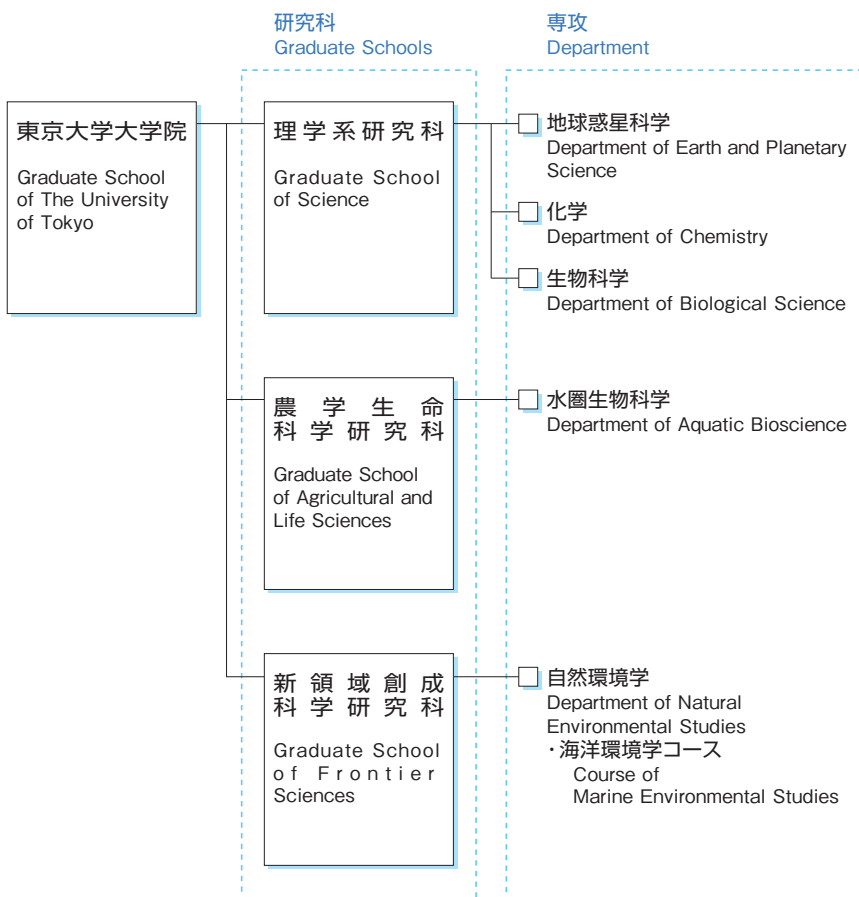 研究科
Graduate Schools
専攻
Department
東京大学大学院
Graduate School
of The University
of Tokyo
理学系研究科
Graduate School
of Science
地球惑星科学
Department of Earth and Planetary
Science
化学
Department of Chemistry
生物科学
Department of Biological Science
農学生命
科学研究科
Graduate School
of Agricultural and
Life Sciences
水圏生物科学
Department of Aquatic Bioscience
新領域創成
科学研究科
Graduate School
of Frontier
Sciences
自然環境学
Department of Natural
Environmental Studies
・海洋環境学コース
Course of
Marine Environmental Studies